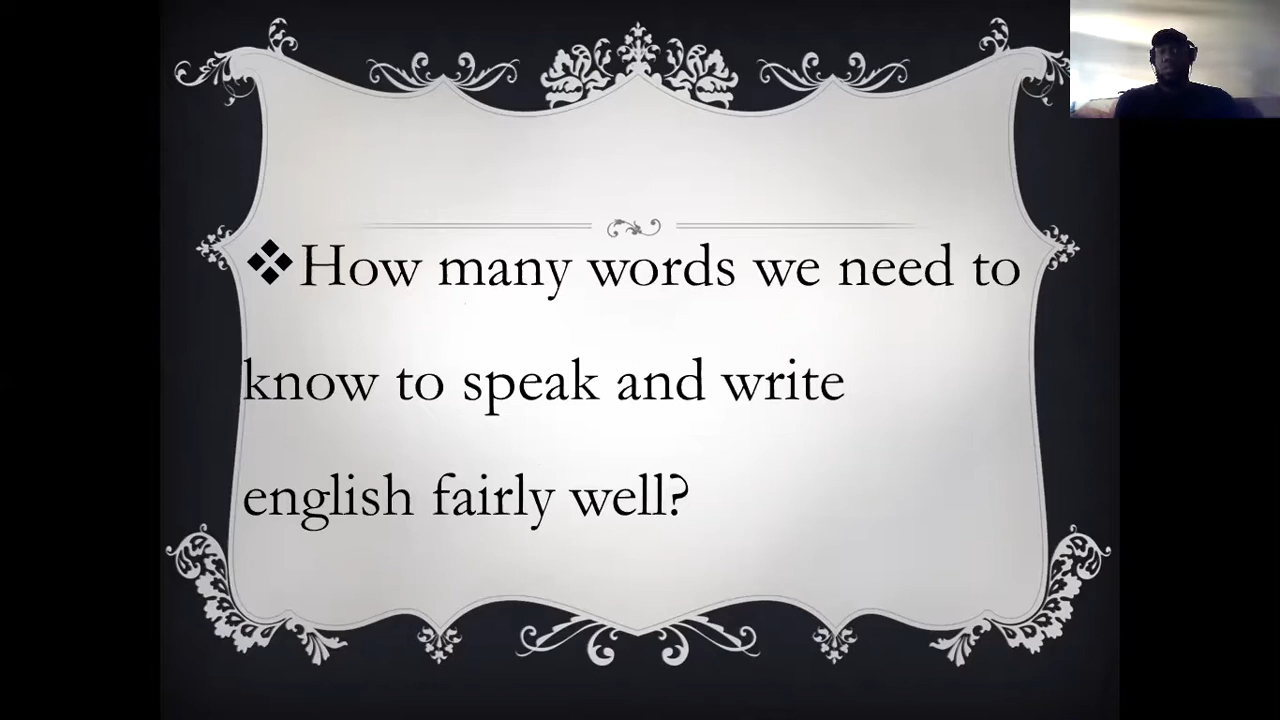 ❖How many words we need to
know to speak and write
english fairly well?